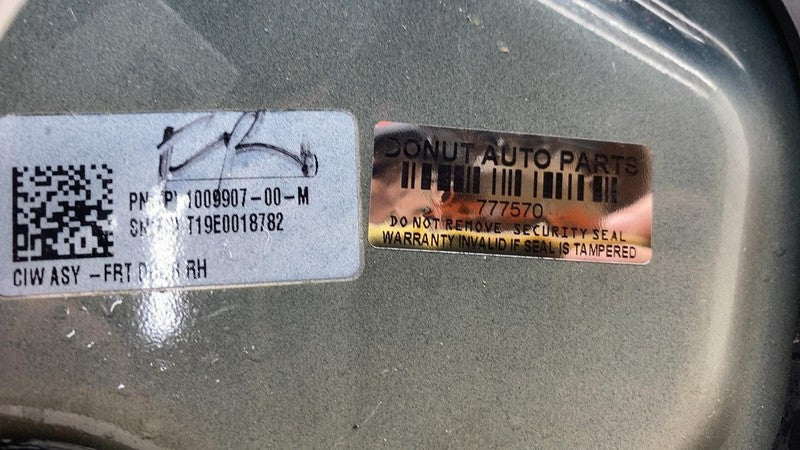 1009907-00-M
T19E0018782
CIW ASY -FRT DOOR RH
DONUT AUTO PARTS
777570
DO NOT REMOVE SECURITY SEAL
WARRANTY INVALID IF SEAL IS TAMPERED